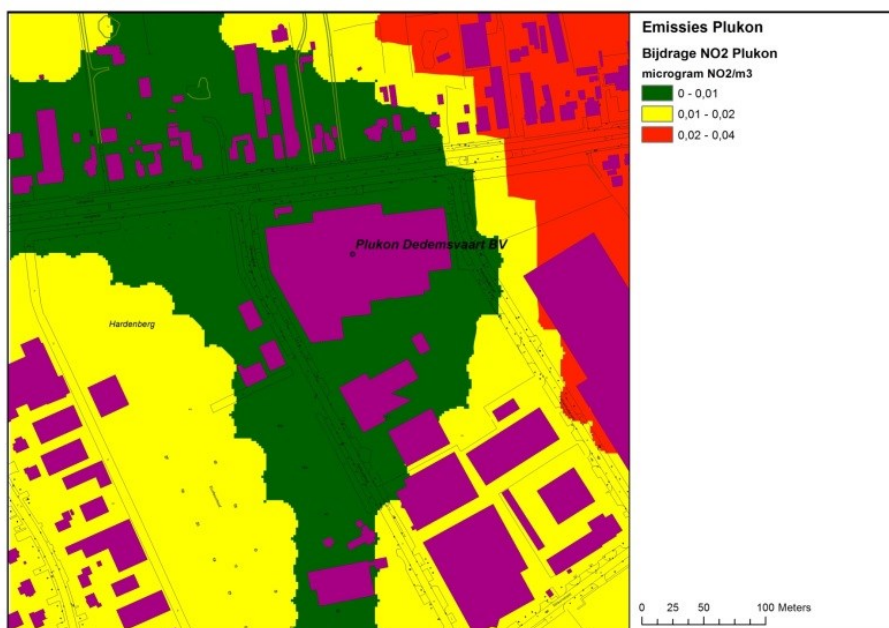 Emissies Plukon
Bijdrage NO2 Plukon
microgram NO2/m3
0 - 0,01
0,01 - 0,02
0,02 - 0,04
Plukon Dedemsvaart BV
Hardenberg
0 25 50 100 Meters